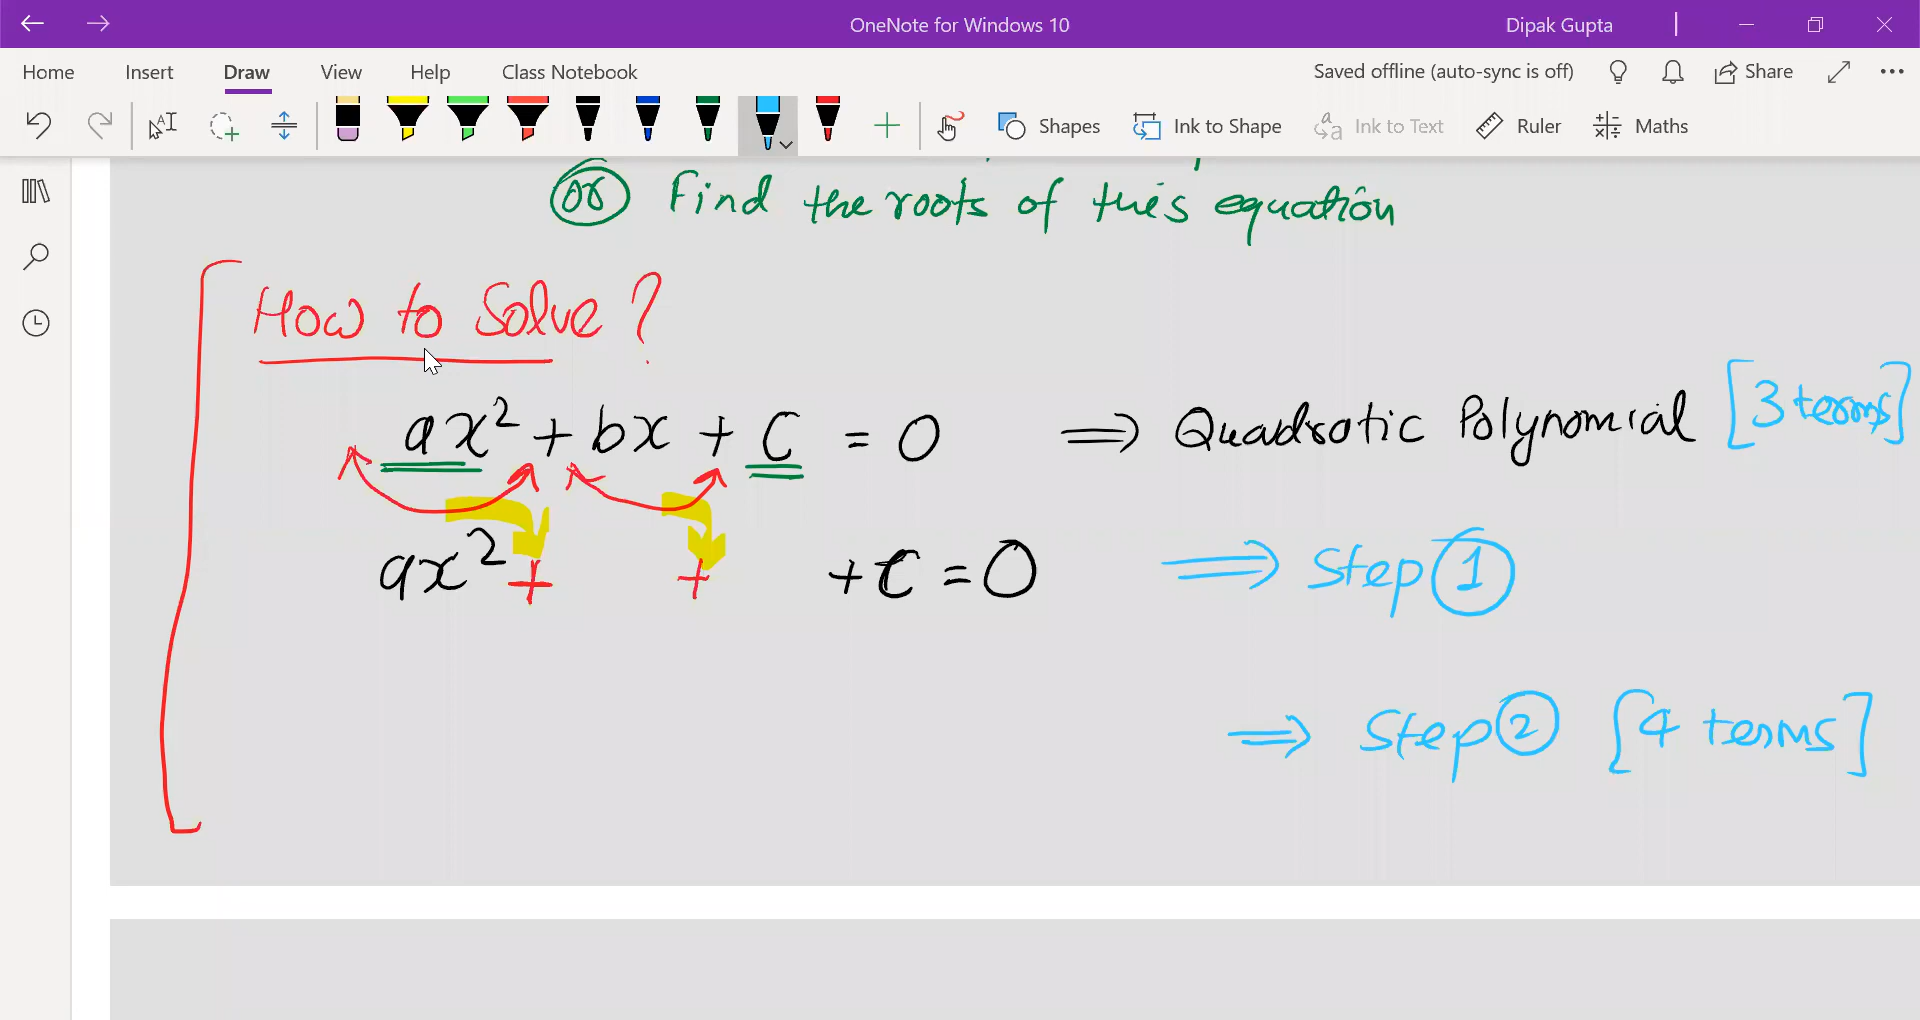 OneNote for Windows 10
Dipak Gupta
Home Insert Draw View Help Class Notebook
Saved offline (auto-sync is off) Share
Shapes Ink to Shape Ink to Text Ruler Maths
or Find the roots of this equation
How to Solve ?
ax² + bx + C = 0 ⇒ Quadratic Polynomial [3 terms]
ax² + + + C = 0 ⇒ Step 1
⇒ Step 2 [4 terms]